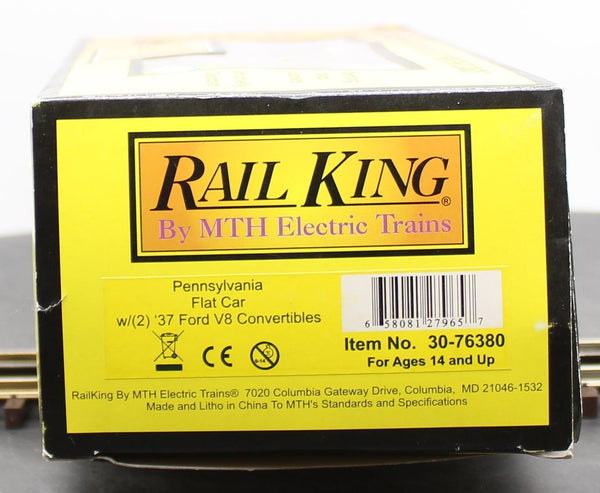 RAIL KING®
By MTH Electric Trains
Pennsylvania
Flat Car
w/(2) '37 Ford V8 Convertibles
6 58081 27965 7
Item No. 30-76380
For Ages 14 and Up
CE
RailKing By MTH Electric Trains® 7020 Columbia Gateway Drive, Columbia, MD 21046-1532
Made and Litho in China To MTH's Standards and Specifications